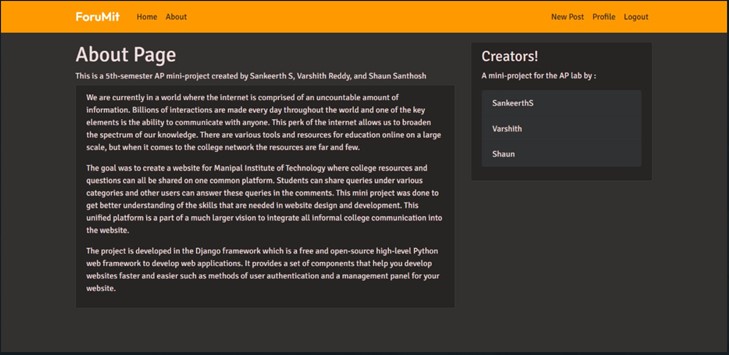 ForuMit Home About New Post Profile Logout
About Page
This is a 5th-semester AP mini-project created by Sankeerth S, Varshith Reddy, and Shaun Santhosh
We are currently in a world where the internet is comprised of an uncountable amount of
information. Billions of interactions are made every day throughout the world and one of the key
elements is the ability to communicate with anyone. This perk of the internet allows us to broaden
the spectrum of our knowledge. There are various tools and resources for education online on a large
scale, but when it comes to the college network the resources are far and few.
The goal was to create a website for Manipal Institute of Technology where college resources and
questions can all be shared on one common platform. Students can share queries under various
categories and other users can answer these queries in the comments. This mini project was done to
get better understanding of the skills that are needed in website design and development. This
unified platform is a part of a much larger vision to integrate all informal college communication into
the website.
The project is developed in the Django framework which is a free and open-source high-level Python
web framework to develop web applications. It provides a set of components that help you develop
websites faster and easier such as methods of user authentication and a management panel for your
website.
Creators!
A mini-project for the AP lab by :
SankeerthS
Varshith
Shaun